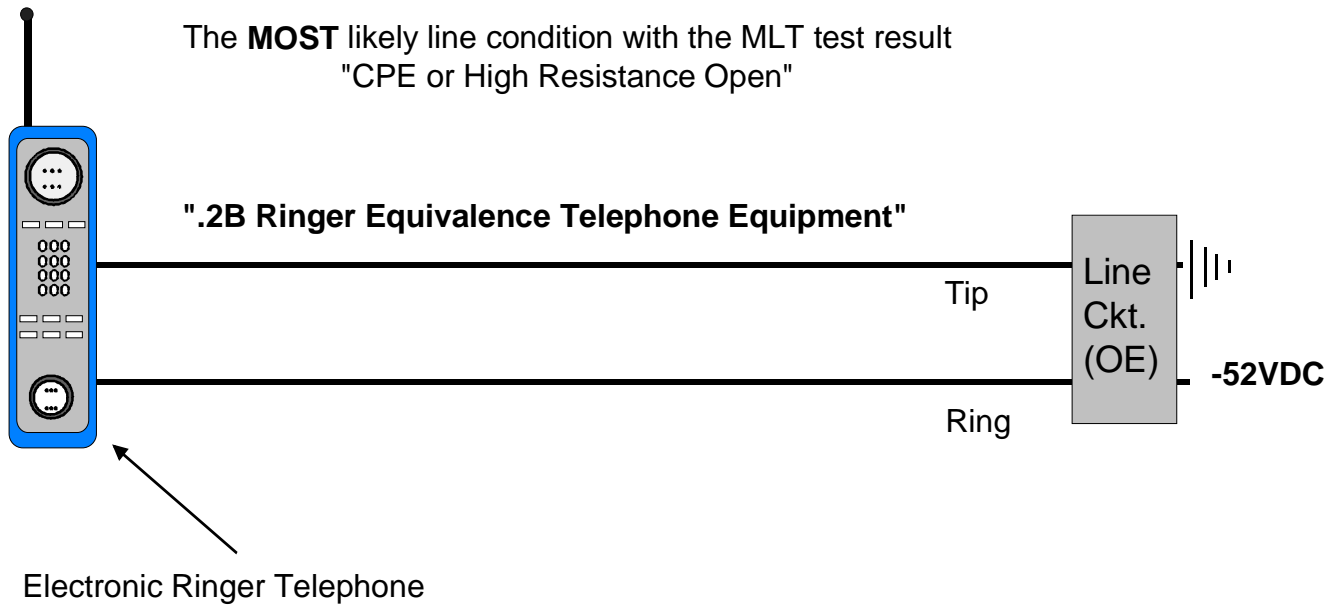 The MOST likely line condition with the MLT test result
"CPE or High Resistance Open"
".2B Ringer Equivalence Telephone Equipment"
Tip
Line
Ckt.
(OE)
-52VDC
Ring
Electronic Ringer Telephone